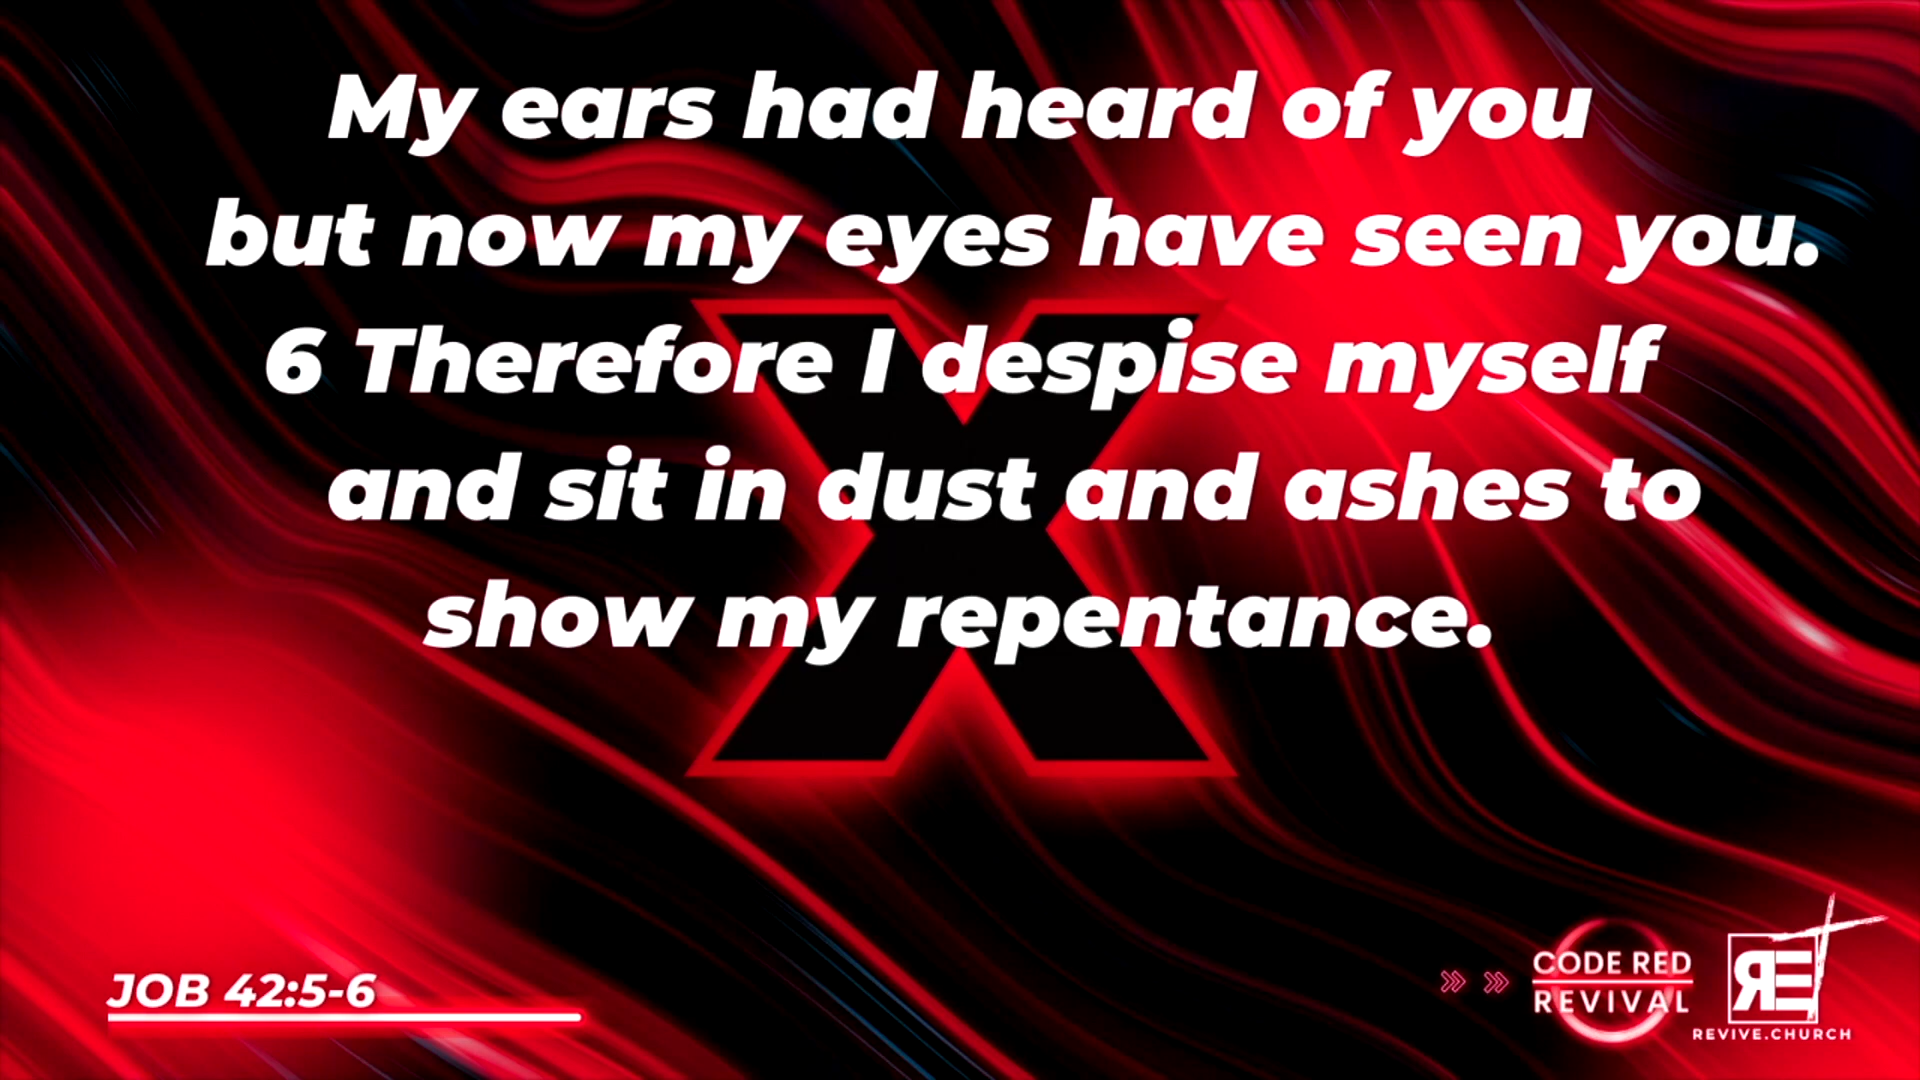 My ears had heard of you
but now my eyes have seen you.
6 Therefore I despise myself
and sit in dust and ashes to
show my repentance.
X
JOB 42:5-6
CODE RED
REVIVAL
RE
REVIVE.CHURCH